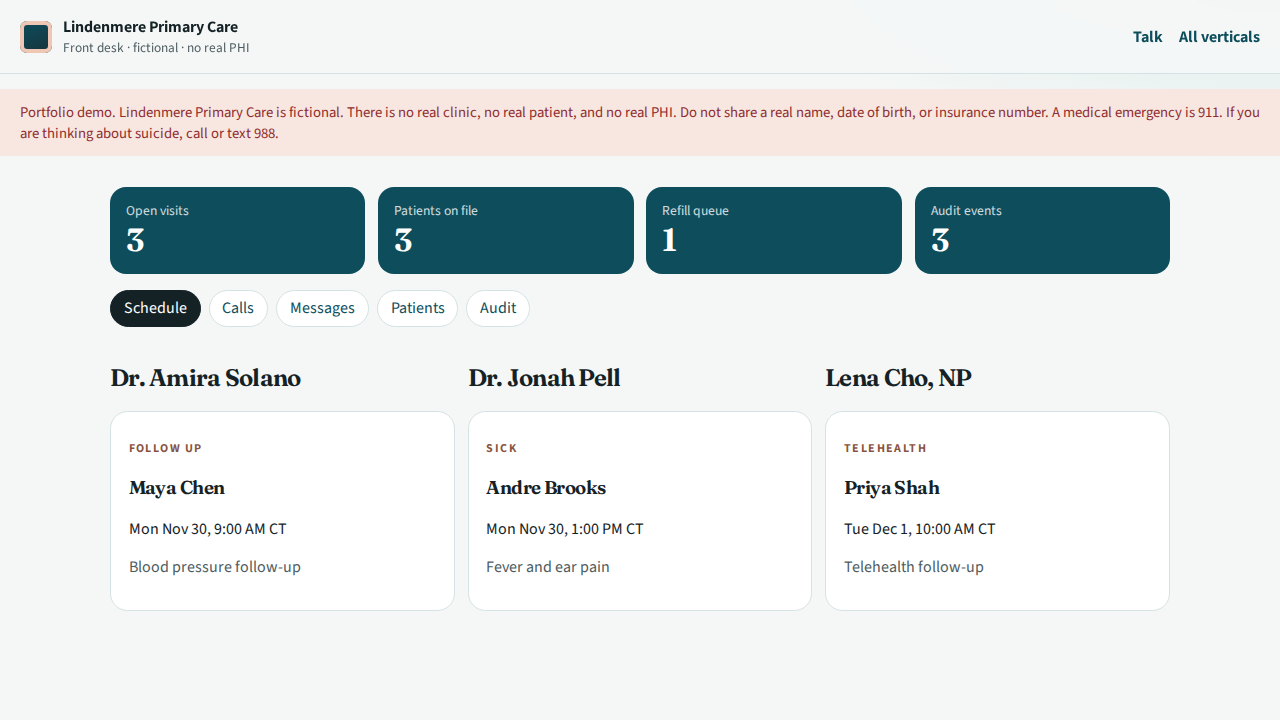 Lindenmere Primary Care
Front desk · fictional · no real PHI
Talk
All verticals
Portfolio demo. Lindenmere Primary Care is fictional. There is no real clinic, no real patient, and no real PHI. Do not share a real name, date of birth, or insurance number. A medical emergency is 911. If you
are thinking about suicide, call or text 988.
Open visits
3
Patients on file
3
Refill queue
1
Audit events
3
Schedule
Calls
Messages
Patients
Audit
Dr. Amira Solano
FOLLOW UP
Maya Chen
Mon Nov 30, 9:00 AM CT
Blood pressure follow-up
Dr. Jonah Pell
SICK
Andre Brooks
Mon Nov 30, 1:00 PM CT
Fever and ear pain
Lena Cho, NP
TELEHEALTH
Priya Shah
Tue Dec 1, 10:00 AM CT
Telehealth follow-up